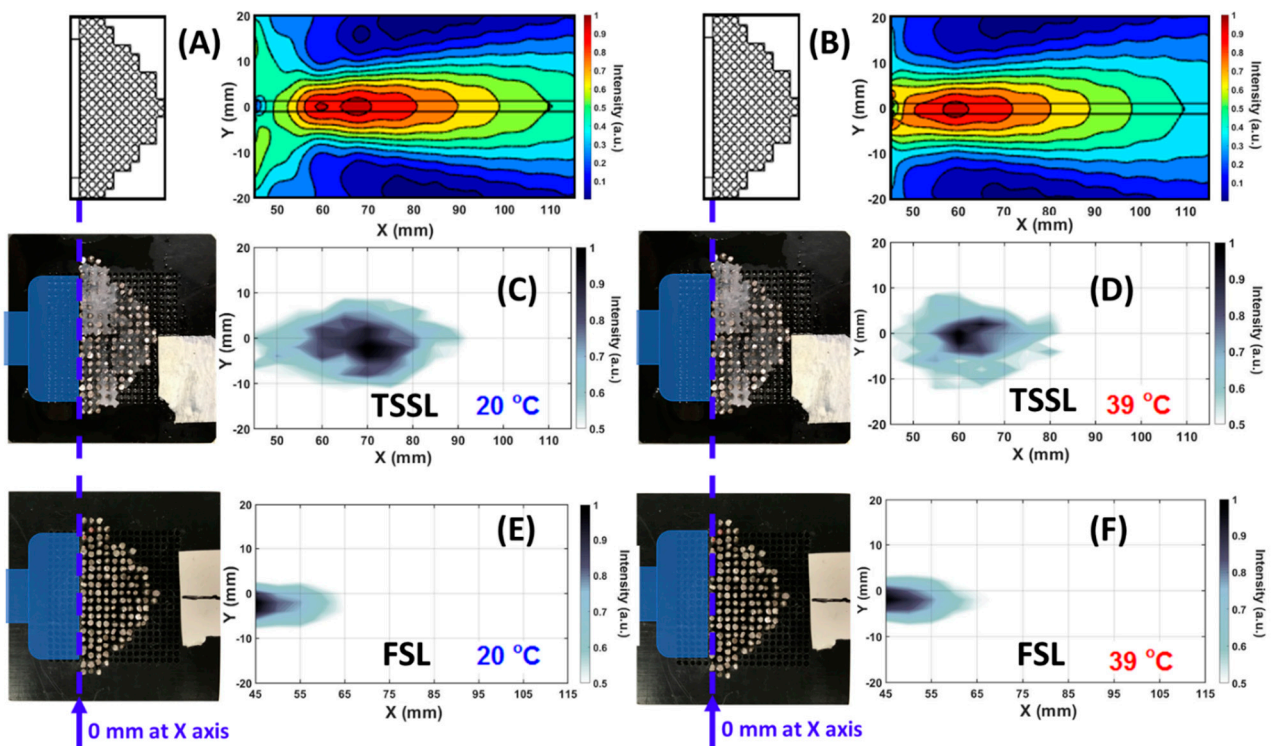 (A)
20
10
0
-10
-20
Y (mm)
50 60 70 80 90 100 110
X (mm)
1
0.9
0.8
0.7
0.6
0.5
0.4
0.3
0.2
0.1
Intensity (a.u.)
(B)
20
10
0
-10
-20
Y (mm)
50 60 70 80 90 100 110
X (mm)
1
0.9
0.8
0.7
0.6
0.5
0.4
0.3
0.2
0.1
Intensity (a.u.)
(C)
20
10
0
-10
-20
Y (mm)
TSSL 20 °C
50 60 70 80 90 100 110
X (mm)
1
0.9
0.8
0.7
0.6
0.5
Intensity (a.u.)
(D)
20
10
0
-10
-20
Y (mm)
TSSL 39 °C
50 60 70 80 90 100 110
X (mm)
1
0.9
0.8
0.7
0.6
0.5
Intensity (a.u.)
(E)
20
10
0
-10
-20
Y (mm)
FSL 20 °C
45 55 65 75 85 95 105 115
X (mm)
1
0.9
0.8
0.7
0.6
0.5
Intensity (a.u.)
(F)
20
10
0
-10
-20
Y (mm)
FSL 39 °C
45 55 65 75 85 95 105 115
X (mm)
1
0.9
0.8
0.7
0.6
0.5
Intensity (a.u.)
0 mm at X axis
0 mm at X axis